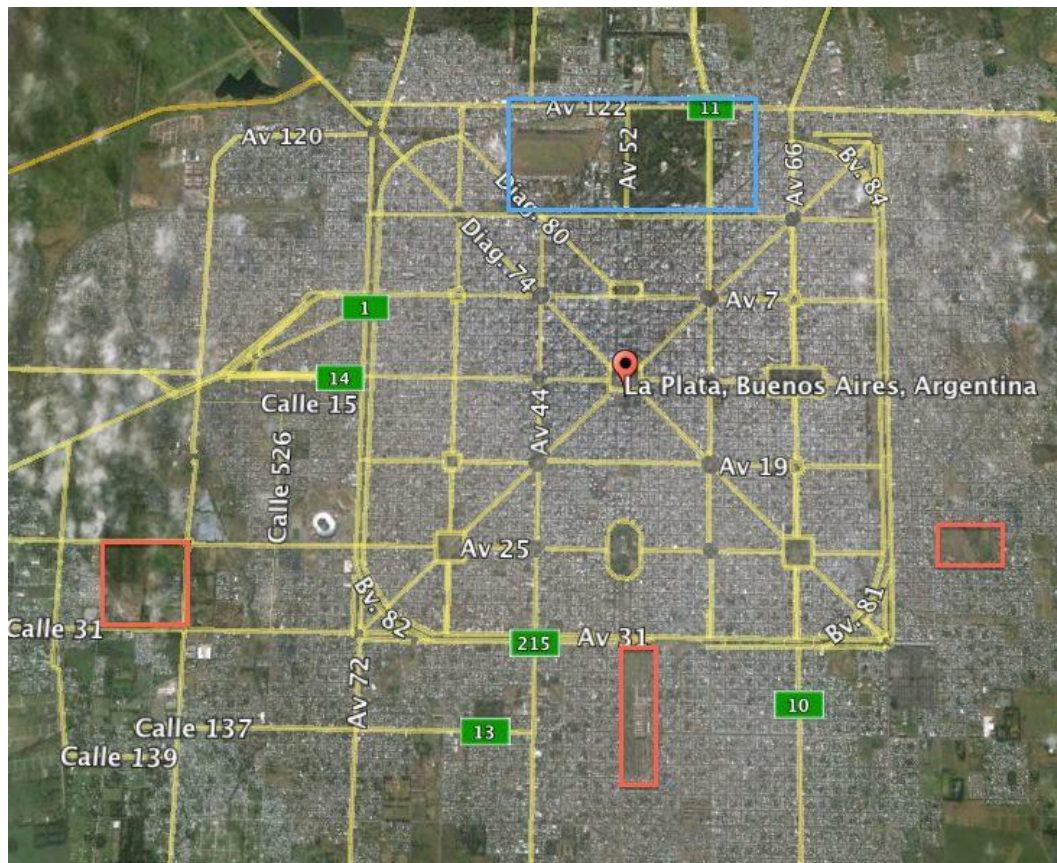 Av 122
11
Av 120
Av 52
Av 66
Bv. 84
Diag. 80
Diag. 74
1
Av 7
14
La Plata, Buenos Aires, Argentina
Calle 15
Av 44
Calle 526
Av 19
Av 25
Bv. 82
Bv. 81
Calle 31
215
Av 31
Av 72
10
Calle 137
13
Calle 139